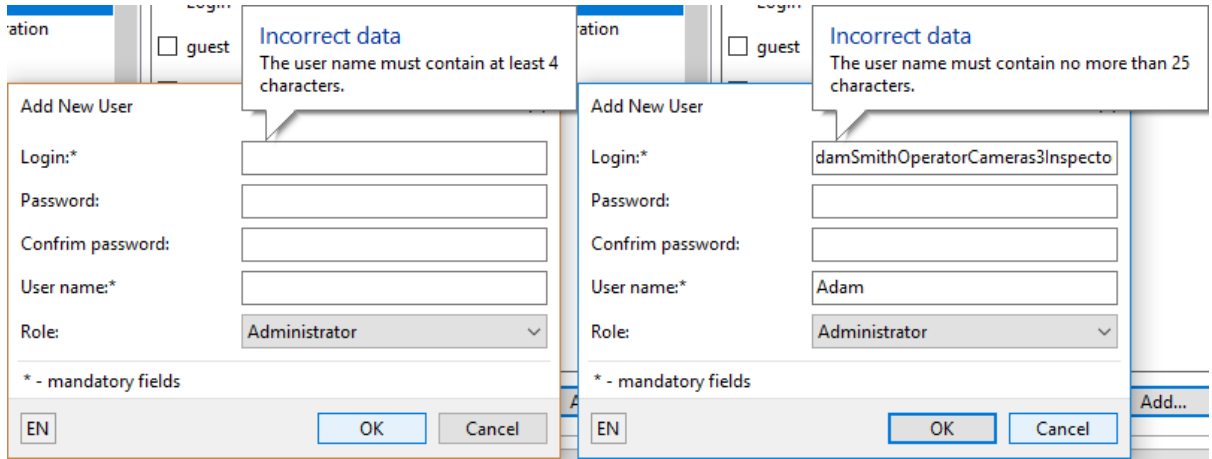 ration
guest
Incorrect data
The user name must contain at least 4
characters.
Add New User
Login:*
Password:
Confrim password:
User name:*
Role:
Administrator
* - mandatory fields
EN
OK
Cancel
ration
guest
Incorrect data
The user name must contain no more than 25
characters.
Add New User
Login:*
damSmithOperatorCameras3Inspecto
Password:
Confrim password:
User name:*
Adam
Role:
Administrator
* - mandatory fields
EN
OK
Cancel
Add...